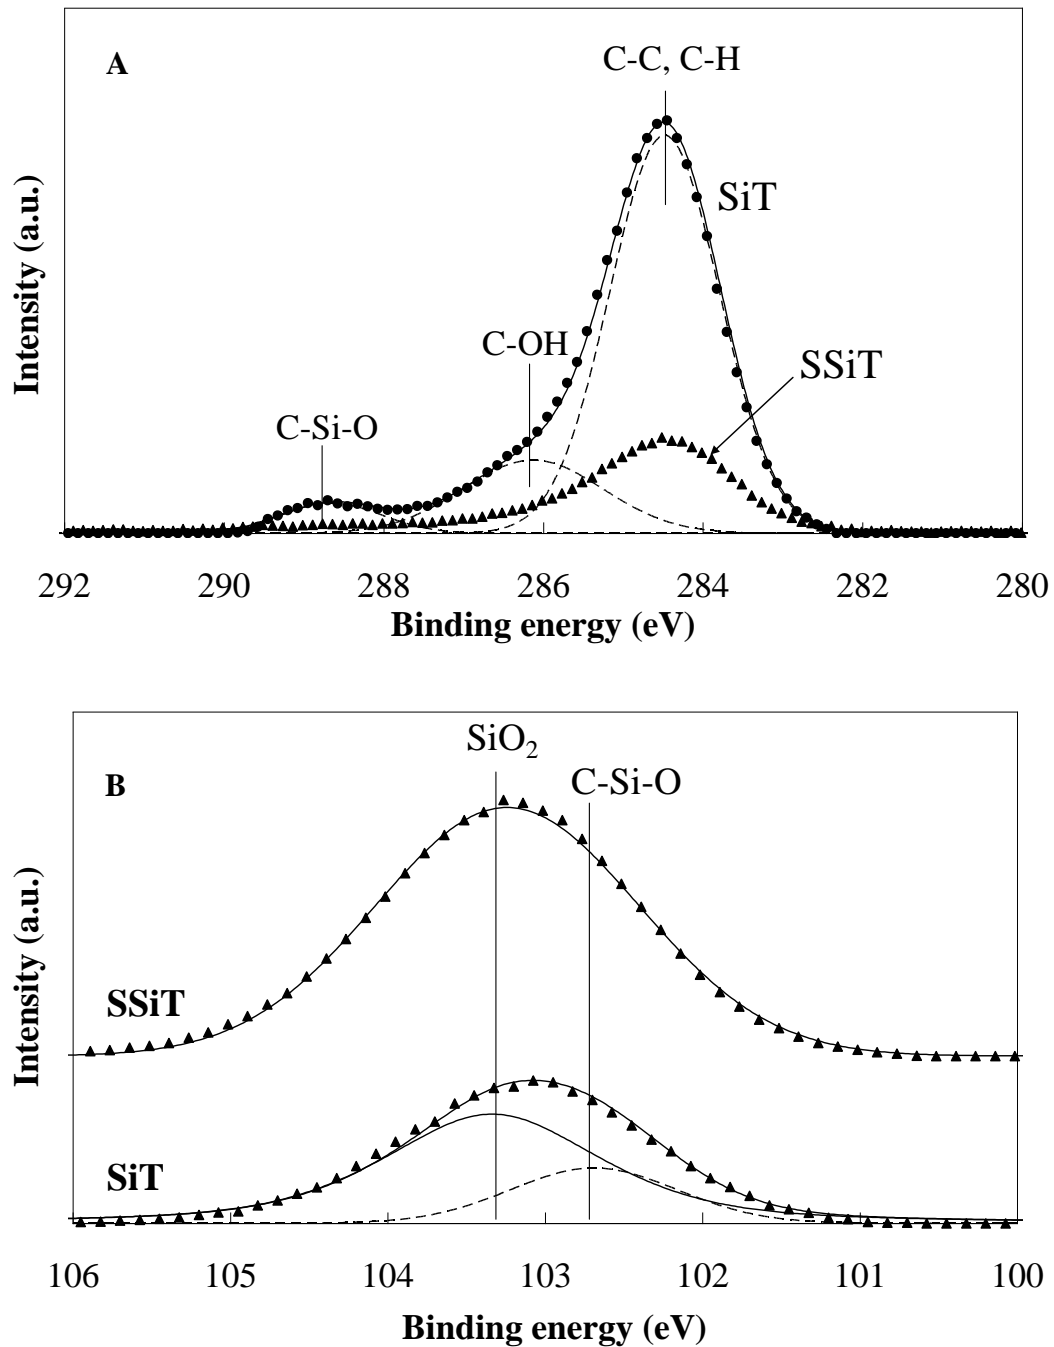 A
C-C, C-H
SiT
C-OH
SSiT
C-Si-O
Intensity (a.u.)
292 290 288 286 284 282 280
Binding energy (eV)
SiO₂
B
C-Si-O
SSiT
SiT
Intensity (a.u.)
106 105 104 103 102 101 100
Binding energy (eV)